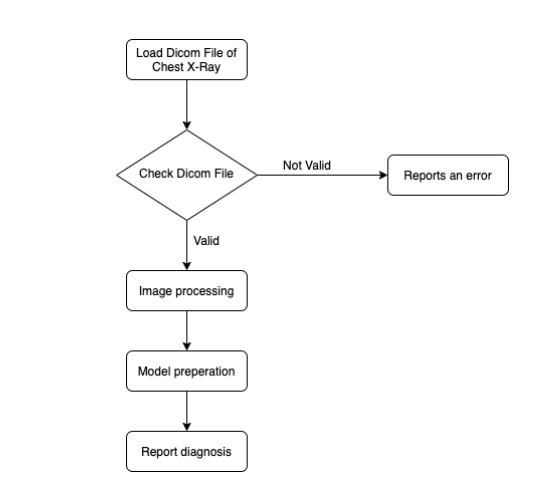 Load Dicom File of
Chest X-Ray
Check Dicom File
Not Valid
Reports an error
Valid
Image processing
Model preperation
Report diagnosis